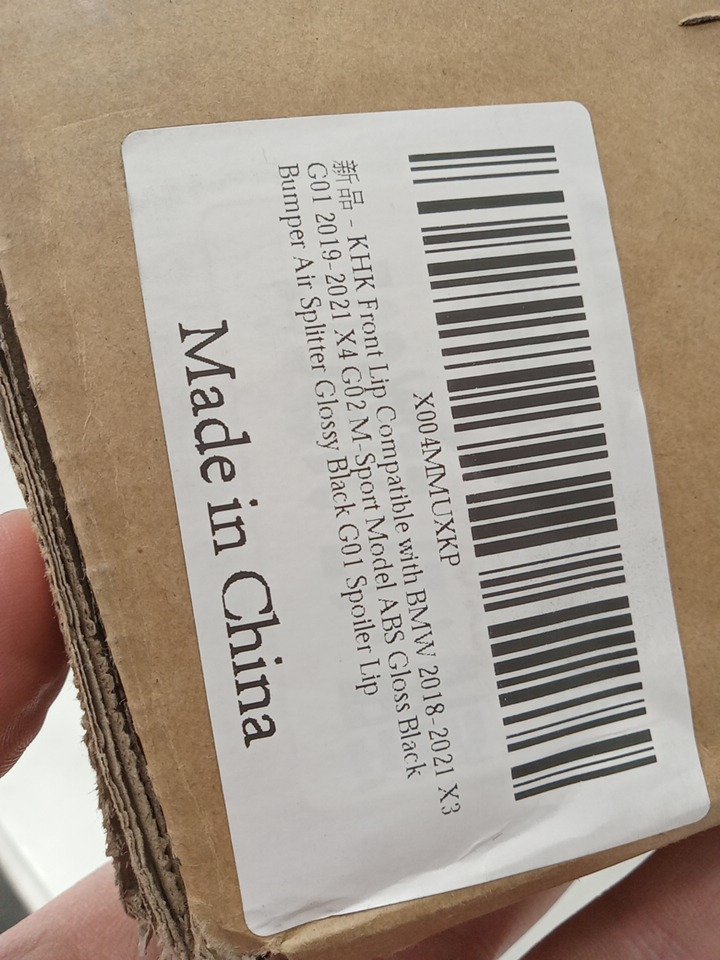 X004MMUXKP
新品 - KHK Front Lip Compatible with BMW 2018-2021 X3
G01 2019-2021 X4 G02 M-Sport Model ABS Gloss Black
Bumper Air Splitter Glossy Black G01 Spoiler Lip
Made in China